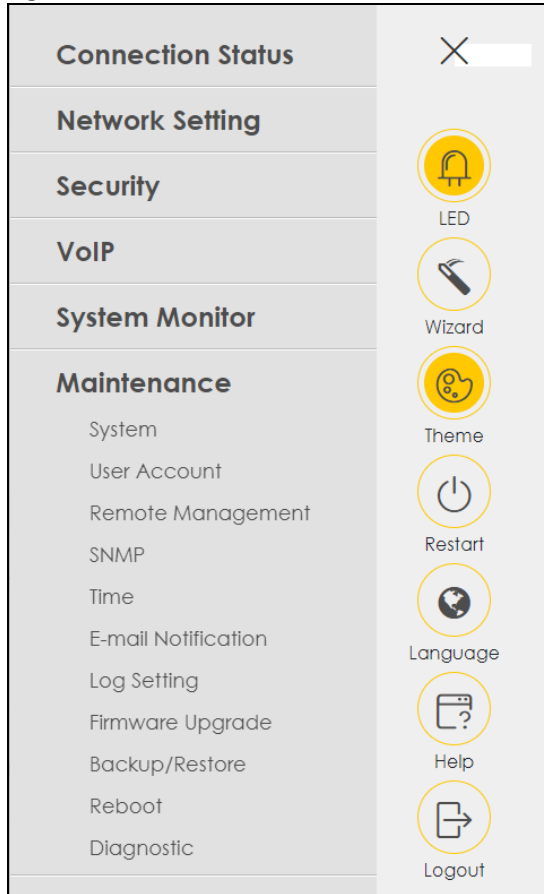 Connection Status
Network Setting
Security
VoIP
System Monitor
Maintenance
System
User Account
Remote Management
SNMP
Time
E-mail Notification
Log Setting
Firmware Upgrade
Backup/Restore
Reboot
Diagnostic
LED
Wizard
Theme
Restart
Language
Help
Logout